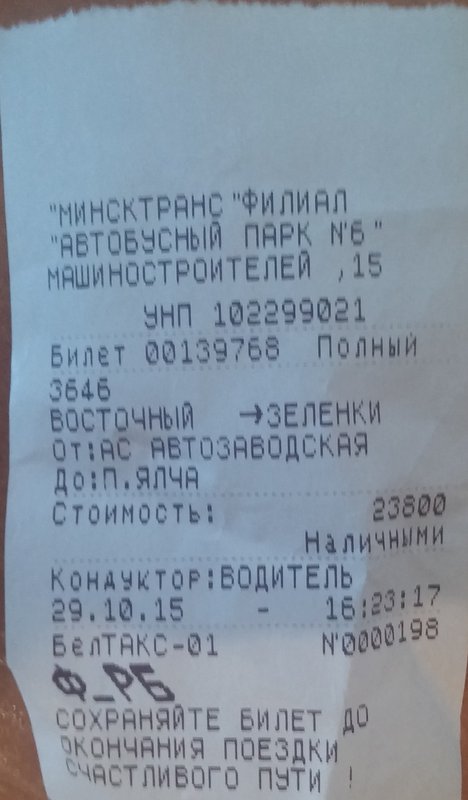 "МИНСКТРАНС "ФИЛИАЛ
"АВТОБУСНЫЙ ПАРК №6 "
МАШИНОСТРОИТЕЛЕЙ ,15
УНП 102299021
Билет 00139768 Полный
3646
ВОСТОЧНЫЙ →ЗЕЛЕНКИ
От:АС АВТОЗАВОДСКАЯ
До:П.ЯЛЧА
Стоимость: 23800
Наличными
Кондуктор:ВОДИТЕЛЬ
29.10.15 - 16:23:17
БелТАКС-01 №0000198
Ф_РБ
СОХРАНЯЙТЕ БИЛЕТ ДО
ОКОНЧАНИЯ ПОЕЗДКИ
СЧАСТЛИВОГО ПУТИ !